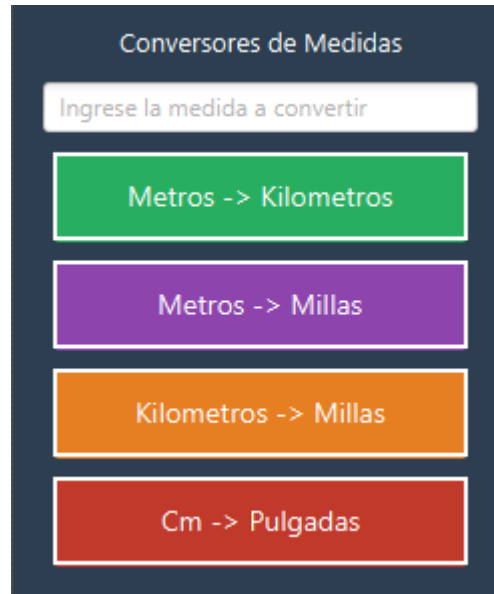 Conversores de Medidas
Ingrese la medida a convertir
Metros -> Kilometros
Metros -> Millas
Kilometros -> Millas
Cm -> Pulgadas